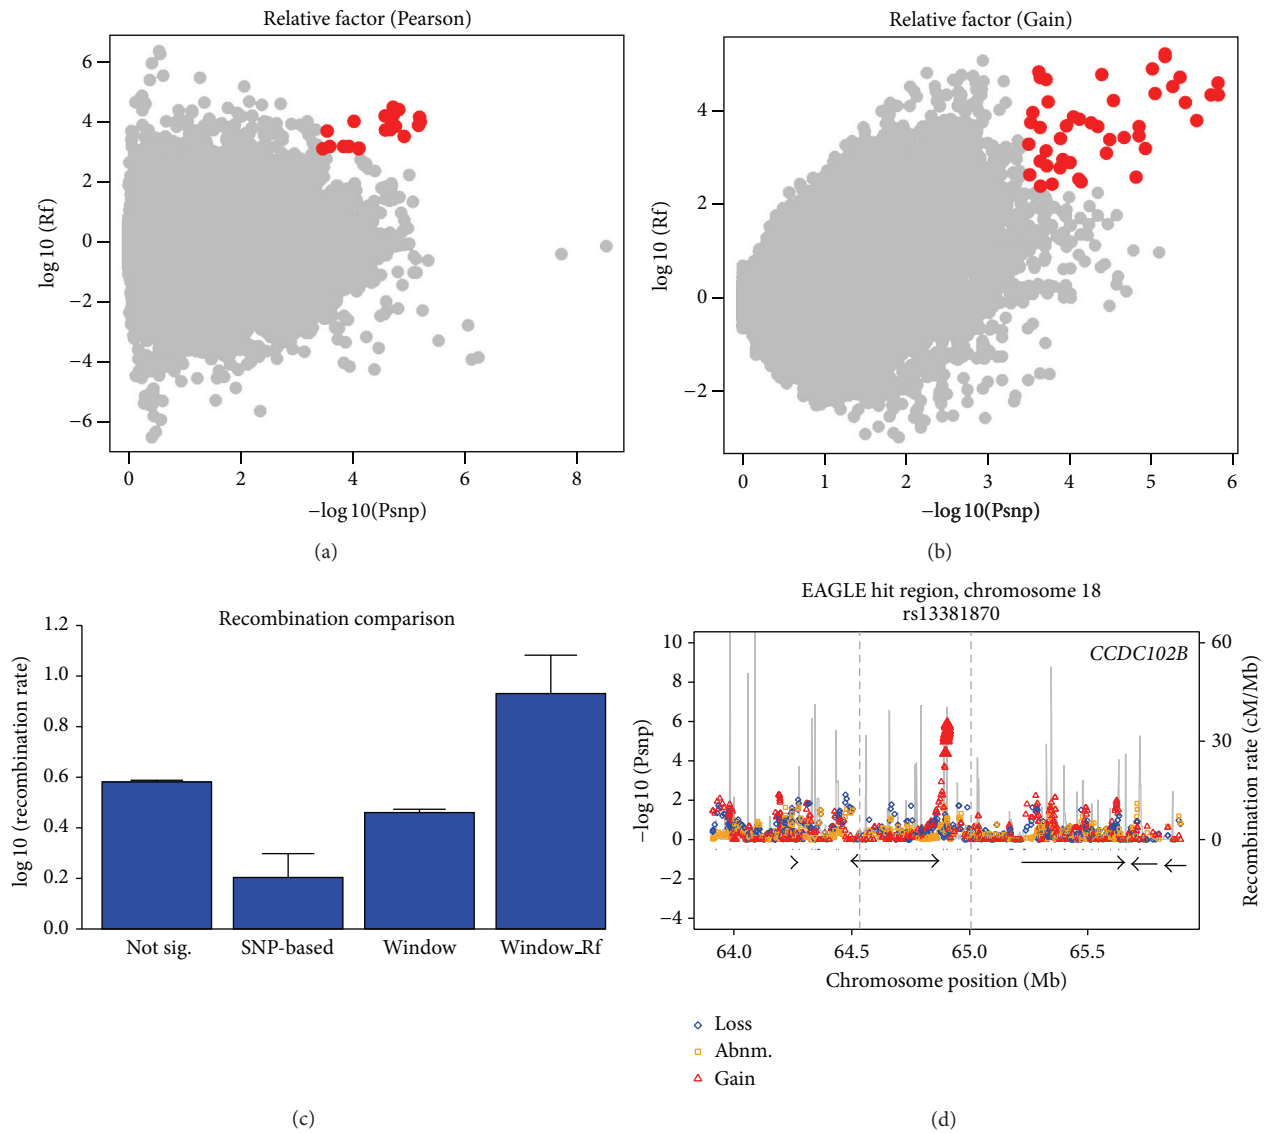 Relative factor (Pearson)
6
4
2
0
−2
−4
−6
log 10 (Rf)
0 2 4 6 8
−log 10(Psnp)
(a)
Relative factor (Gain)
4
2
0
−2
log 10 (Rf)
0 1 2 3 4 5 6
−log 10(Psnp)
(b)
Recombination comparison
1.2
1.0
0.8
0.6
0.4
0.2
0.0
log 10 (recombination rate)
Not sig. SNP-based Window Window_Rf
(c)
EAGLE hit region, chromosome 18
rs13381870
CCDC102B
10
8
6
4
2
0
−2
−4
−log 10 (Psnp)
60
30
0
Recombination rate (cM/Mb)
64.0 64.5 65.0 65.5
Chromosome position (Mb)
Loss
Abnm.
Gain
(d)